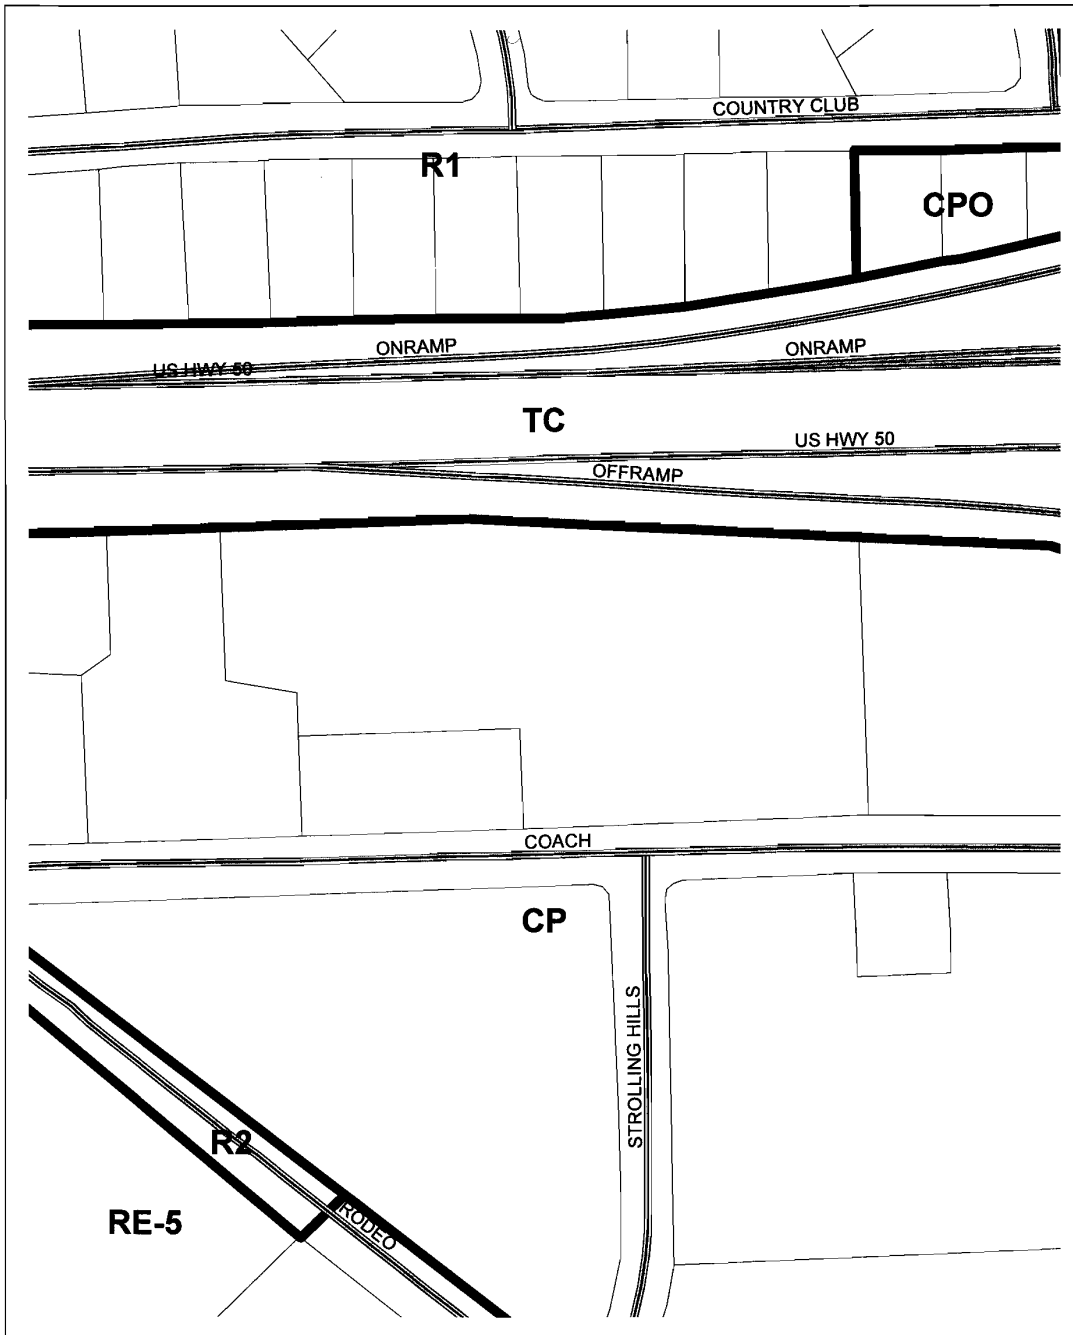 COUNTRY CLUB
R1
CPO
ONRAMP
ONRAMP
US HWY 50
TC
US HWY 50
OFFRAMP
COACH
CP
STROLLING HILLS
R2
RE-5
RODEO